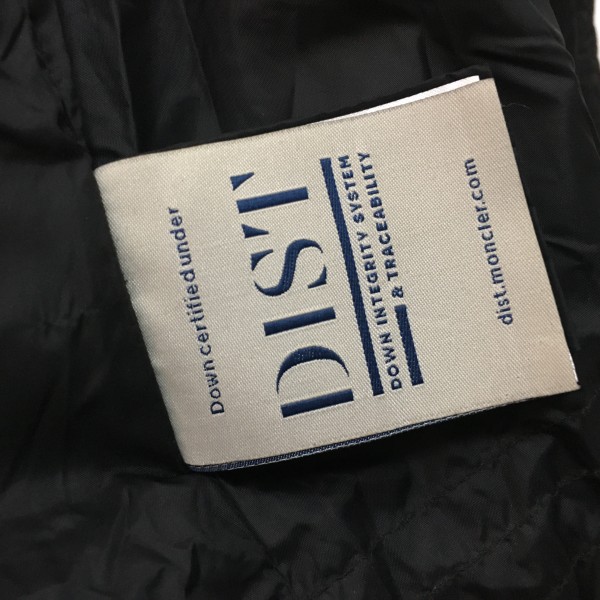 Down certified under
DIST
DOWN INTEGRITY SYSTEM
& TRACEABILITY
dist.moncler.com